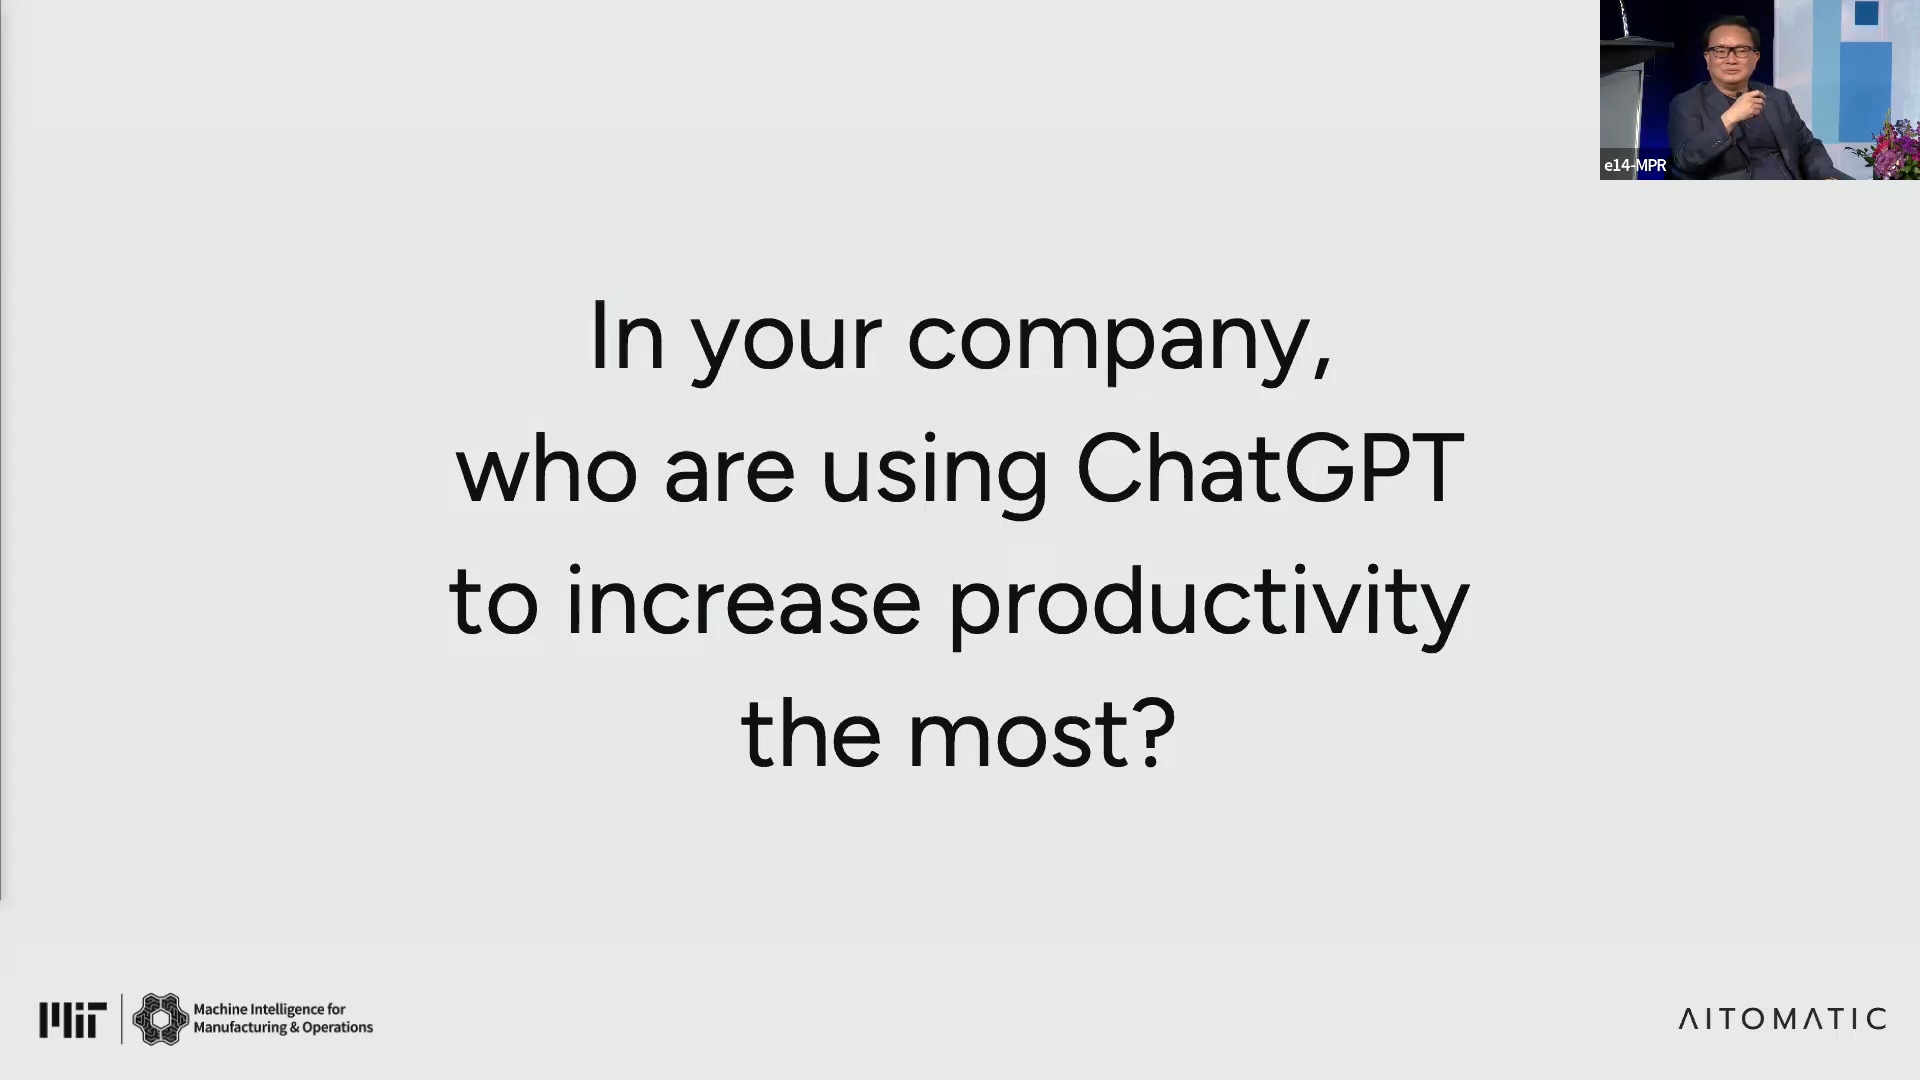 e14-MPR
In your company,
who are using ChatGPT
to increase productivity
the most?
MIT
Machine Intelligence for
Manufacturing & Operations
AITOMATIC